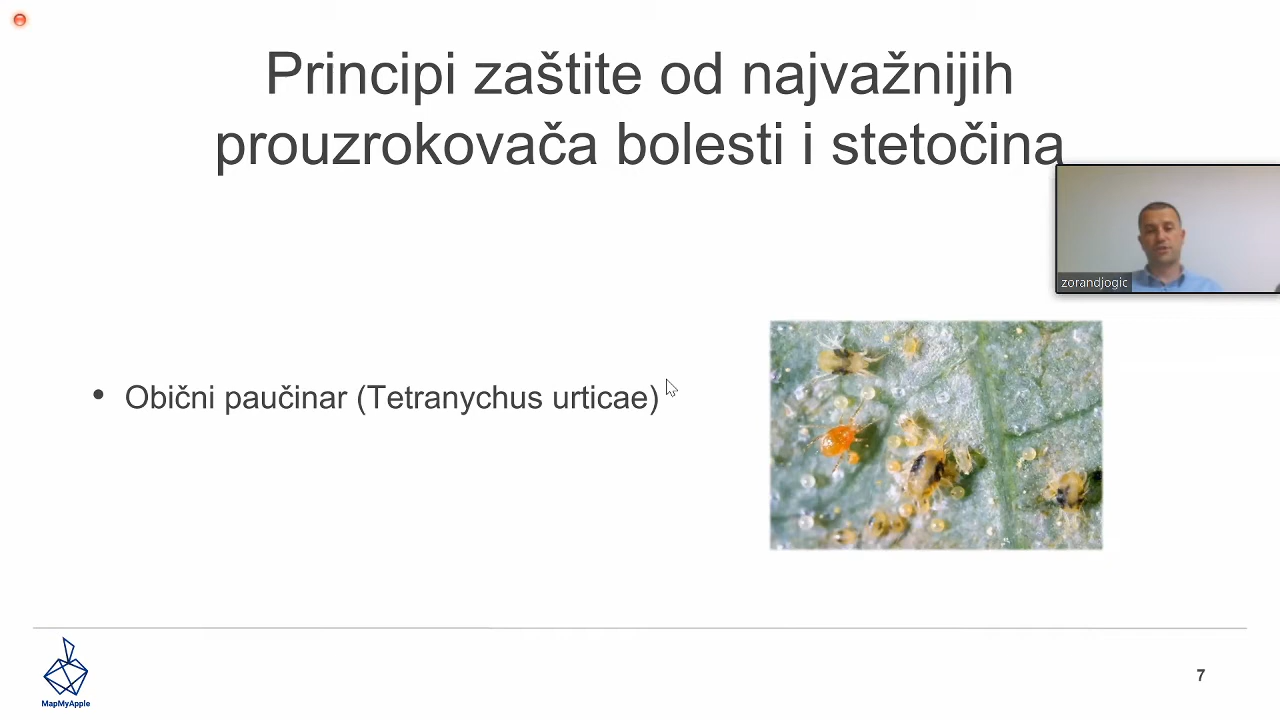 Principi zaštite od najvažnijih
prouzrokovača bolesti i stetočina
zorandjogic
• Obični paučinar (Tetranychus urticae)
MapMyApple
7